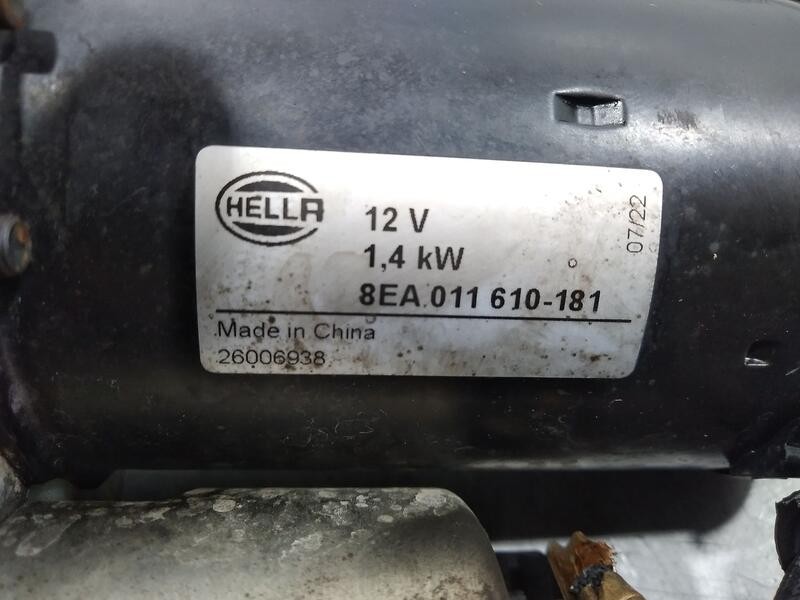 HELLA
12 V
1,4 kW
8EA 011 610-181
Made in China
26006938
07/22